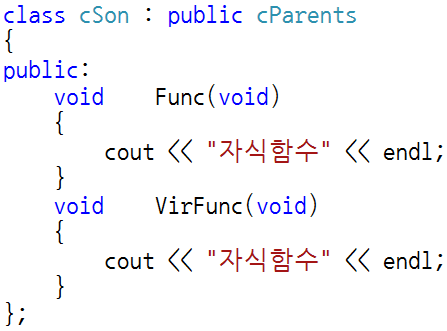 class cSon : public cParents
{
public:
    void    Func(void)
    {
        cout << "자식함수" << endl;
    }
    void    VirFunc(void)
    {
        cout << "자식함수" << endl;
    }
};